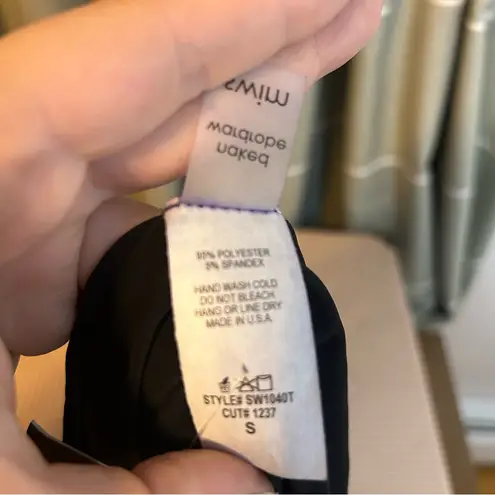 naked
wardrobe
swim
95% POLYESTER
5% SPANDEX
HAND WASH COLD
DO NOT BLEACH
HANG OR LINE DRY
MADE IN U.S.A.
STYLE# SW1040T
CUT# 1237
S